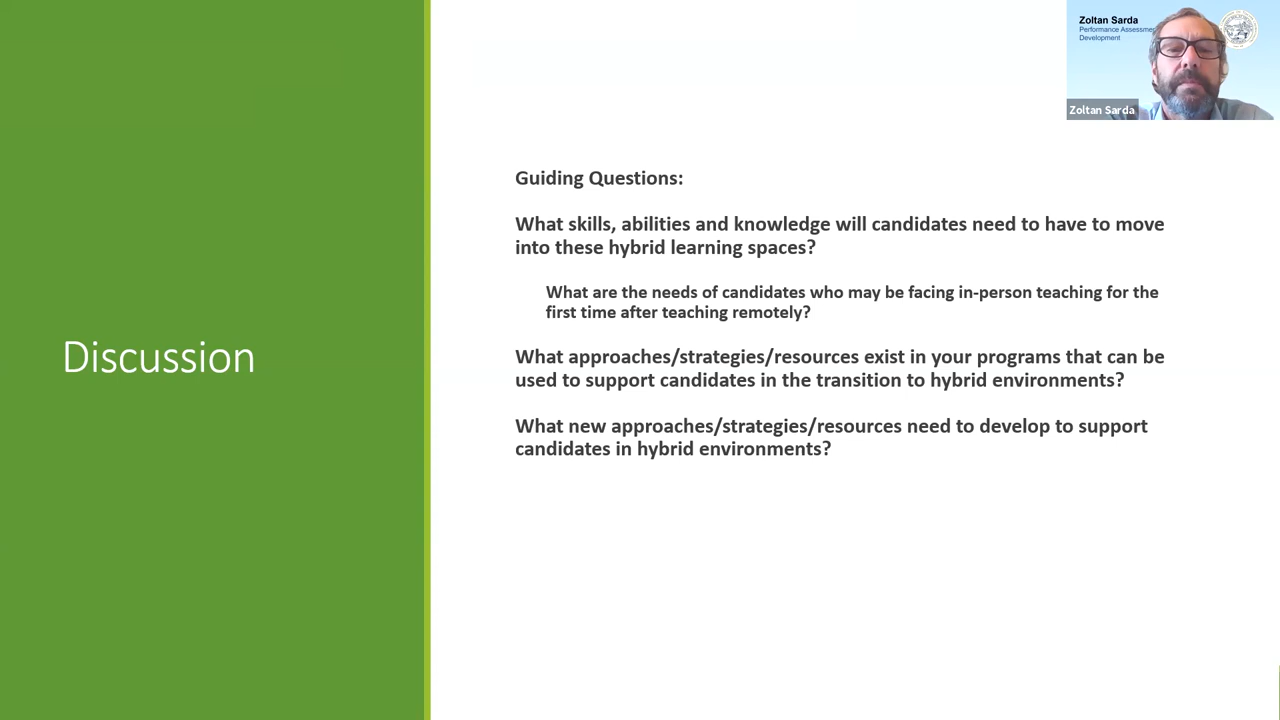 Zoltan Sarda
Performance Assessme
Development
Zoltan Sarda
Guiding Questions:
What skills, abilities and knowledge will candidates need to have to move
into these hybrid learning spaces?
What are the needs of candidates who may be facing in-person teaching for the
first time after teaching remotely?
Discussion
What approaches/strategies/resources exist in your programs that can be
used to support candidates in the transition to hybrid environments?
What new approaches/strategies/resources need to develop to support
candidates in hybrid environments?